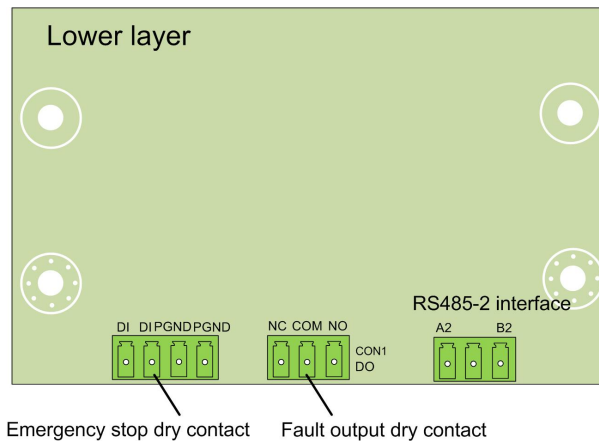 Lower layer
RS485-2 interface
DI DI PGND PGND
NC COM NO
A2 B2
CON1
DO
Emergency stop dry contact
Fault output dry contact